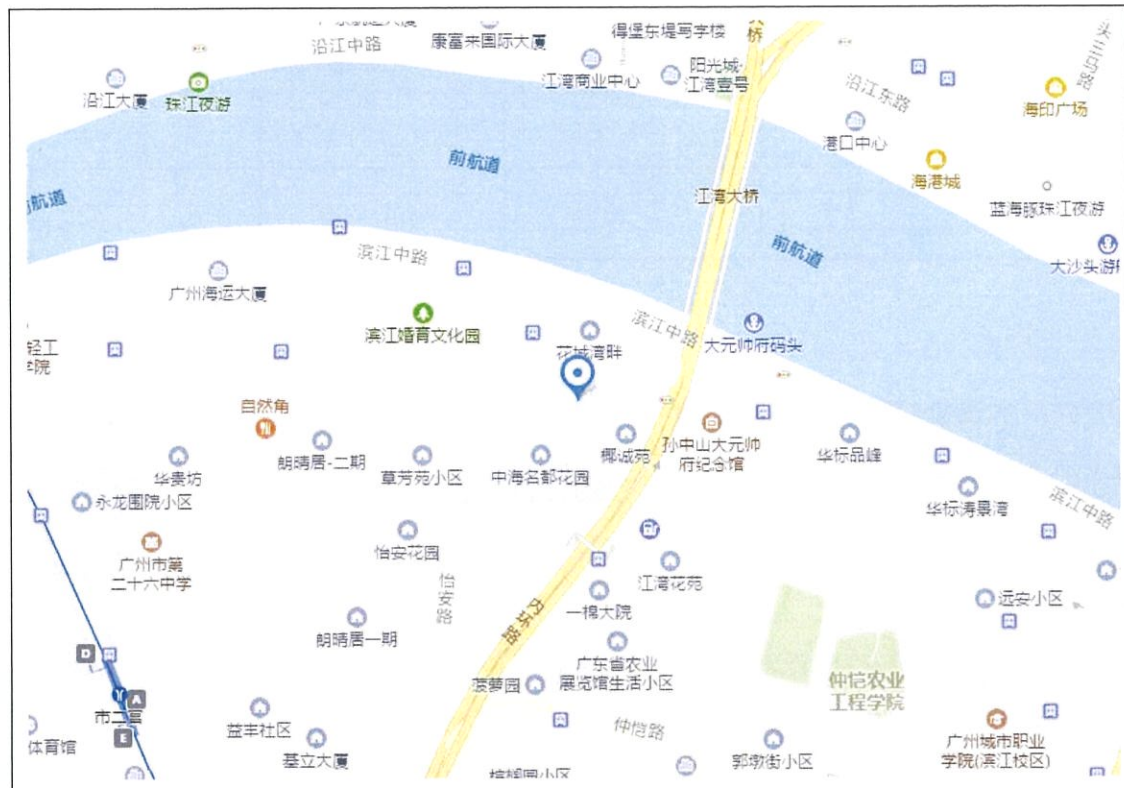 康富来国际大厦
得堡东堤写字楼
大桥
沿江中路
江湾商业中心
阳光城·
江湾壹号
头三马路
沿江大厦
珠江夜游
沿江东路
海印广场
港口中心
海港城
前航道
前航道
江湾大桥
蓝海豚珠江夜游
前航道
大沙头游
滨江中路
广州海运大厦
滨江婚育文化园
花城湾畔
滨江中路
大元帅府码头
轻工
学院
自然角
华贵坊
朗晴居-二期
草芳苑小区
中海名都花园
椰诚苑
孙中山大元帅
府纪念馆
华标品峰
永龙围院小区
华标涛景湾
滨江中路
广州市第
二十六中学
怡安花园
怡安路
江湾花苑
一棉大院
远安小区
朗晴居一期
内环路
广东省农业
展览馆生活小区
菠萝园
仲恺农业
工程学院
D
A
市二宫
E
体育馆
益丰社区
基立大厦
仲恺路
郭墩街小区
广州城市职业
学院(滨江校区)